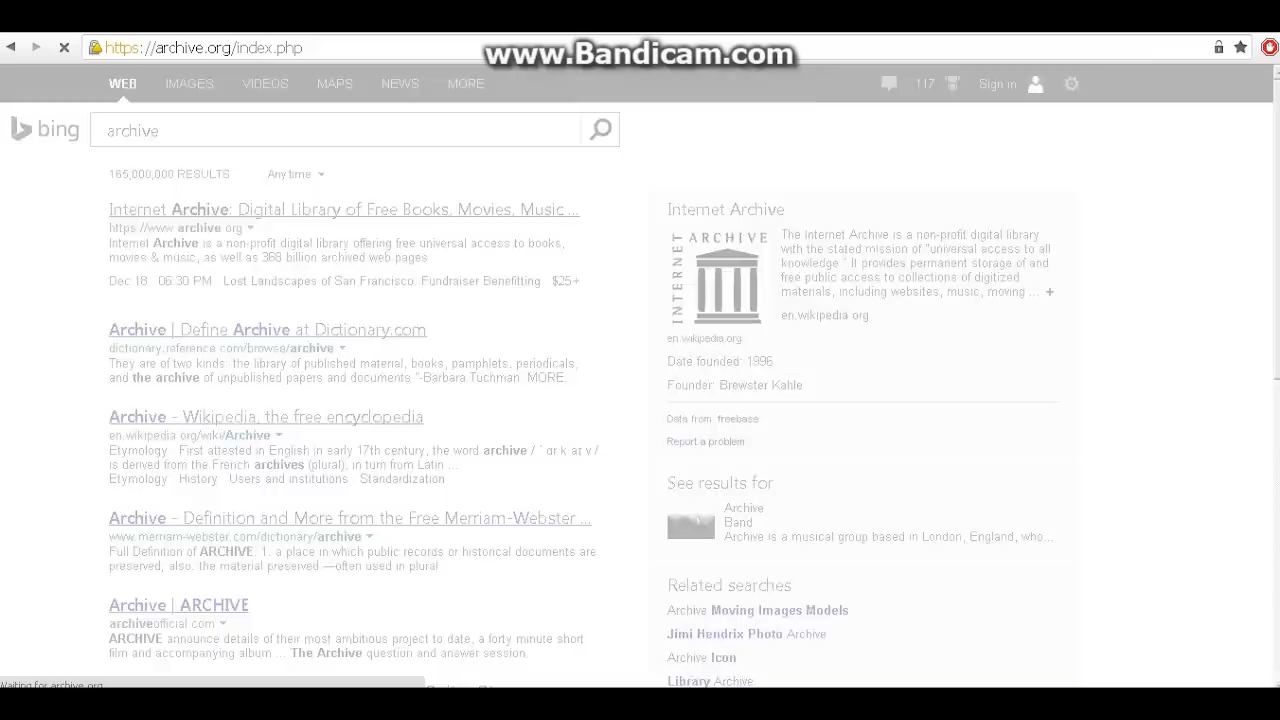 https://archive.org/index.php
www.Bandicam.com
WEB IMAGES VIDEOS MAPS NEWS MORE 117 Sign in
bing archive
165,000,000 RESULTS Any time
Internet Archive: Digital Library of Free Books, Movies, Music ...
https://www.archive.org
Internet Archive is a non-profit digital library offering free universal access to books,
movies & music, as well as 368 billion archived web pages
Dec 18 06:30 PM Lost Landscapes of San Francisco: Fundraiser Benefitting $25+
Archive | Define Archive at Dictionary.com
dictionary.reference.com/browse/archive
They are of two kinds: the library of published material, books, pamphlets, periodicals,
and the archive of unpublished papers and documents "-Barbara Tuchman MORE.
Archive - Wikipedia, the free encyclopedia
en.wikipedia.org/wiki/Archive
Etymology First attested in English in early 17th century, the word archive /
is derived from the French archives (plural), in turn from Latin ...
Etymology History Users and institutions Standardization
Archive - Definition and More from the Free Merriam-Webster ...
www.merriam-webster.com/dictionary/archive
Full Definition of ARCHIVE. 1. a place in which public records or historical documents are
preserved, also: the material preserved —often used in plural
Archive | ARCHIVE
archiveofficial.com
ARCHIVE announce details of their most ambitious project to date, a forty minute short
film and accompanying album ... The Archive question and answer session.
Internet Archive
INTERNET ARCHIVE
The Internet Archive is a non-profit digital library
with the stated mission of "universal access to all
knowledge." It provides permanent storage of and
free public access to collections of digitized
materials, including websites, music, moving ... +
en.wikipedia.org
en.wikipedia.org
Date founded: 1996
Founder: Brewster Kahle
Data from: freebase
Report a problem
See results for
Archive
Band
Archive is a musical group based in London, England, who...
Related searches
Archive Moving Images Models
Jimi Hendrix Photo Archive
Archive Icon
Library Archive
Waiting for archive.org